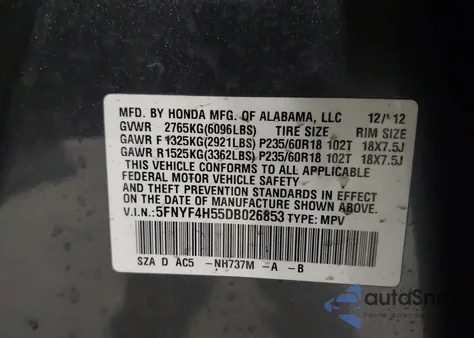 MFD. BY HONDA MFG. OF ALABAMA, LLC 12/12
GVWR 2765KG(6096LBS) TIRE SIZE RIM SIZE
GAWR F 1325KG(2921LBS) P235/60R18 102T 18X7.5J
GAWR R 1525KG(3362LBS) P235/60R18 102T 18X7.5J
THIS VEHICLE CONFORMS TO ALL APPLICABLE
FEDERAL MOTOR VEHICLE SAFETY
AND THEFT PREVENTION STANDARDS IN EFFECT
ON THE DATE OF MANUFACTURE SHOWN ABOVE.
V.I.N.:5FNYF4H55DB026853 TYPE: MPV
SZA D AC5 -NH737M -A -B